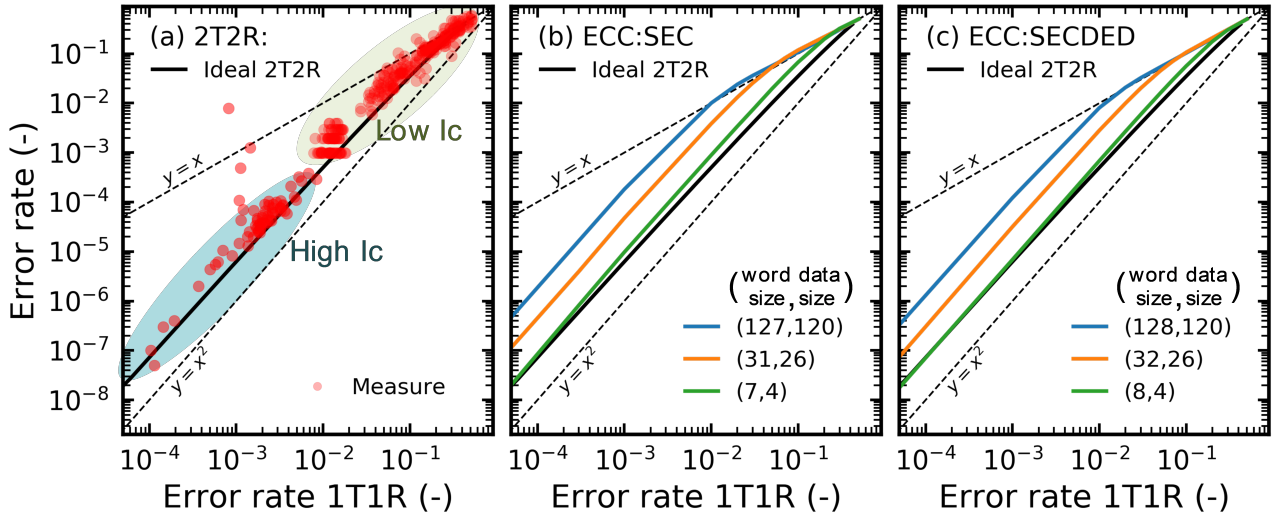 (a) 2T2R:
Ideal 2T2R
Low Ic
High Ic
y = x
y = x²
Measure
Error rate (-)
10⁻¹
10⁻²
10⁻³
10⁻⁴
10⁻⁵
10⁻⁶
10⁻⁷
10⁻⁸
10⁻⁴ 10⁻³ 10⁻² 10⁻¹
Error rate 1T1R (-)
(b) ECC:SEC
Ideal 2T2R
y = x
y = x²
(word size, data size)
(127,120)
(31,26)
(7,4)
10⁻⁴ 10⁻³ 10⁻² 10⁻¹
Error rate 1T1R (-)
(c) ECC:SECDED
Ideal 2T2R
y = x
y = x²
(word size, data size)
(128,120)
(32,26)
(8,4)
10⁻⁴ 10⁻³ 10⁻² 10⁻¹
Error rate 1T1R (-)